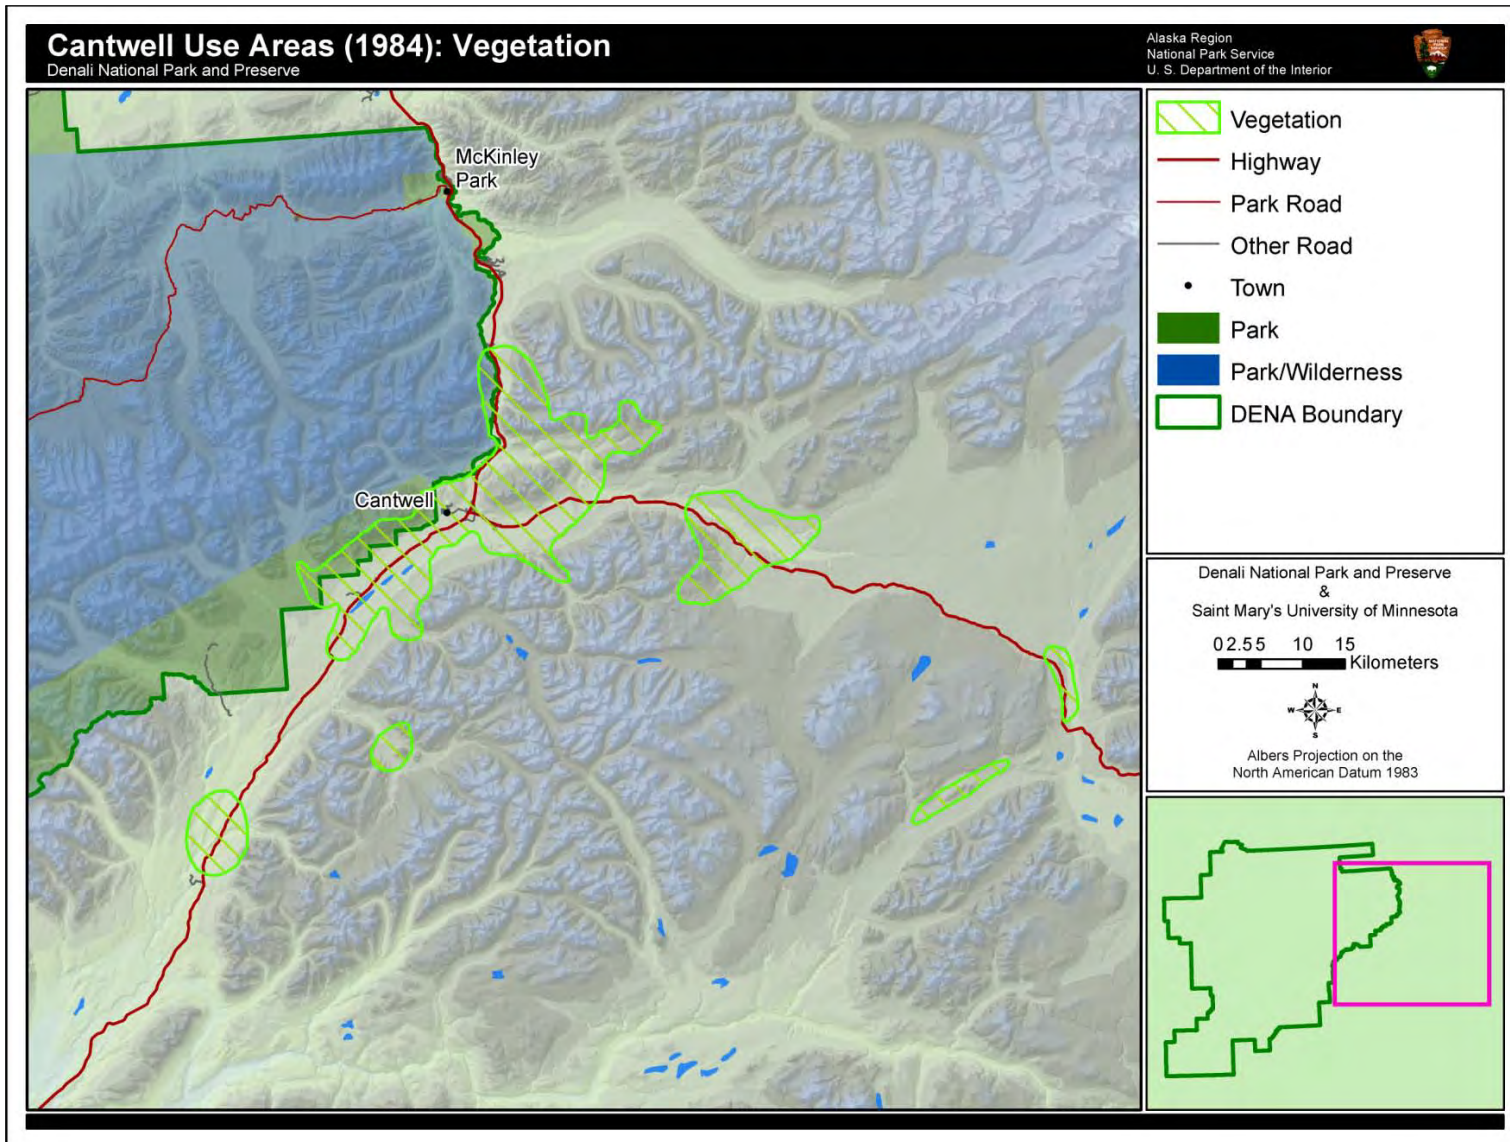 Cantwell Use Areas (1984): Vegetation
Denali National Park and Preserve
Alaska Region
National Park Service
U. S. Department of the Interior
McKinley
Park
Cantwell
Vegetation
Highway
Park Road
Other Road
Town
Park
Park/Wilderness
DENA Boundary
Denali National Park and Preserve
&
Saint Mary's University of Minnesota
0 2.5 5 10 15
Kilometers
N
W E
S
Albers Projection on the
North American Datum 1983